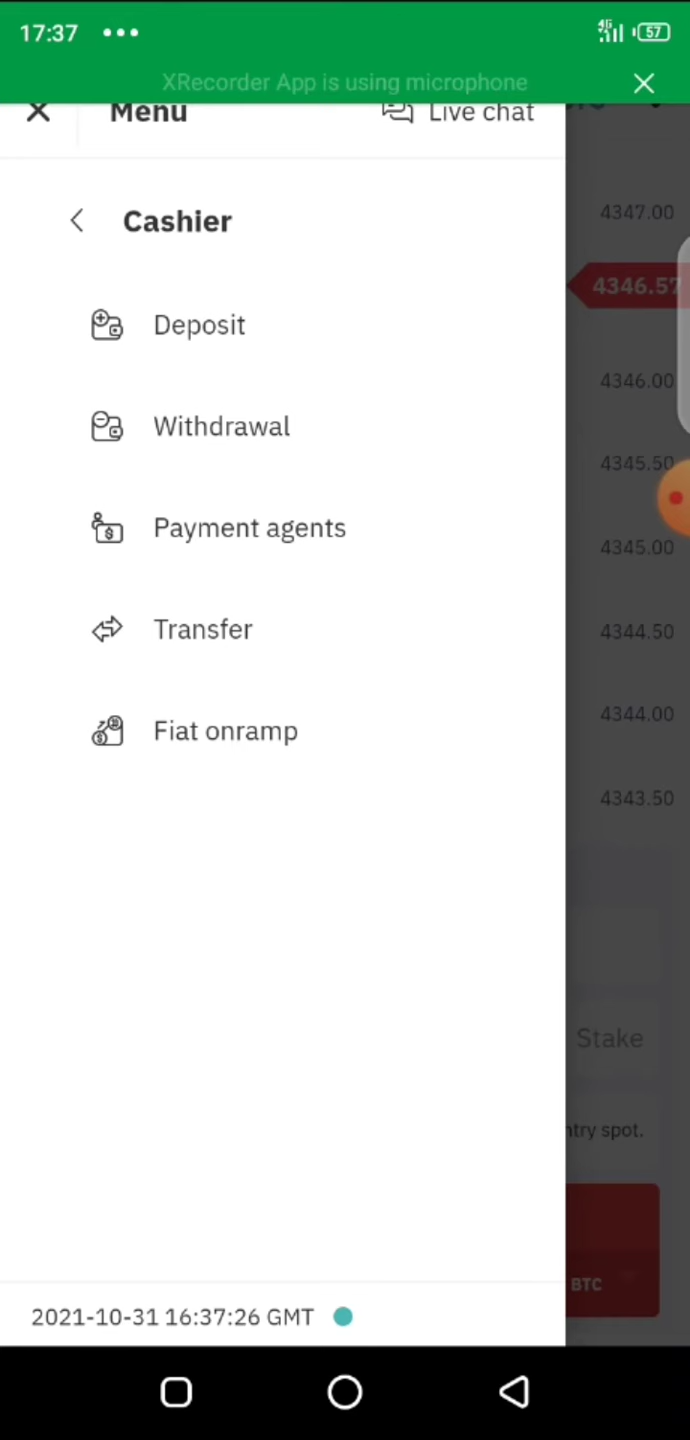 17:37
57
XRecorder App is using microphone
Menu
Live chat
Cashier
Deposit
Withdrawal
Payment agents
Transfer
Fiat onramp
4347.00
4346.57
4346.00
4345.50
4345.00
4344.50
4344.00
4343.50
Stake
ntry spot.
BTC
2021-10-31 16:37:26 GMT